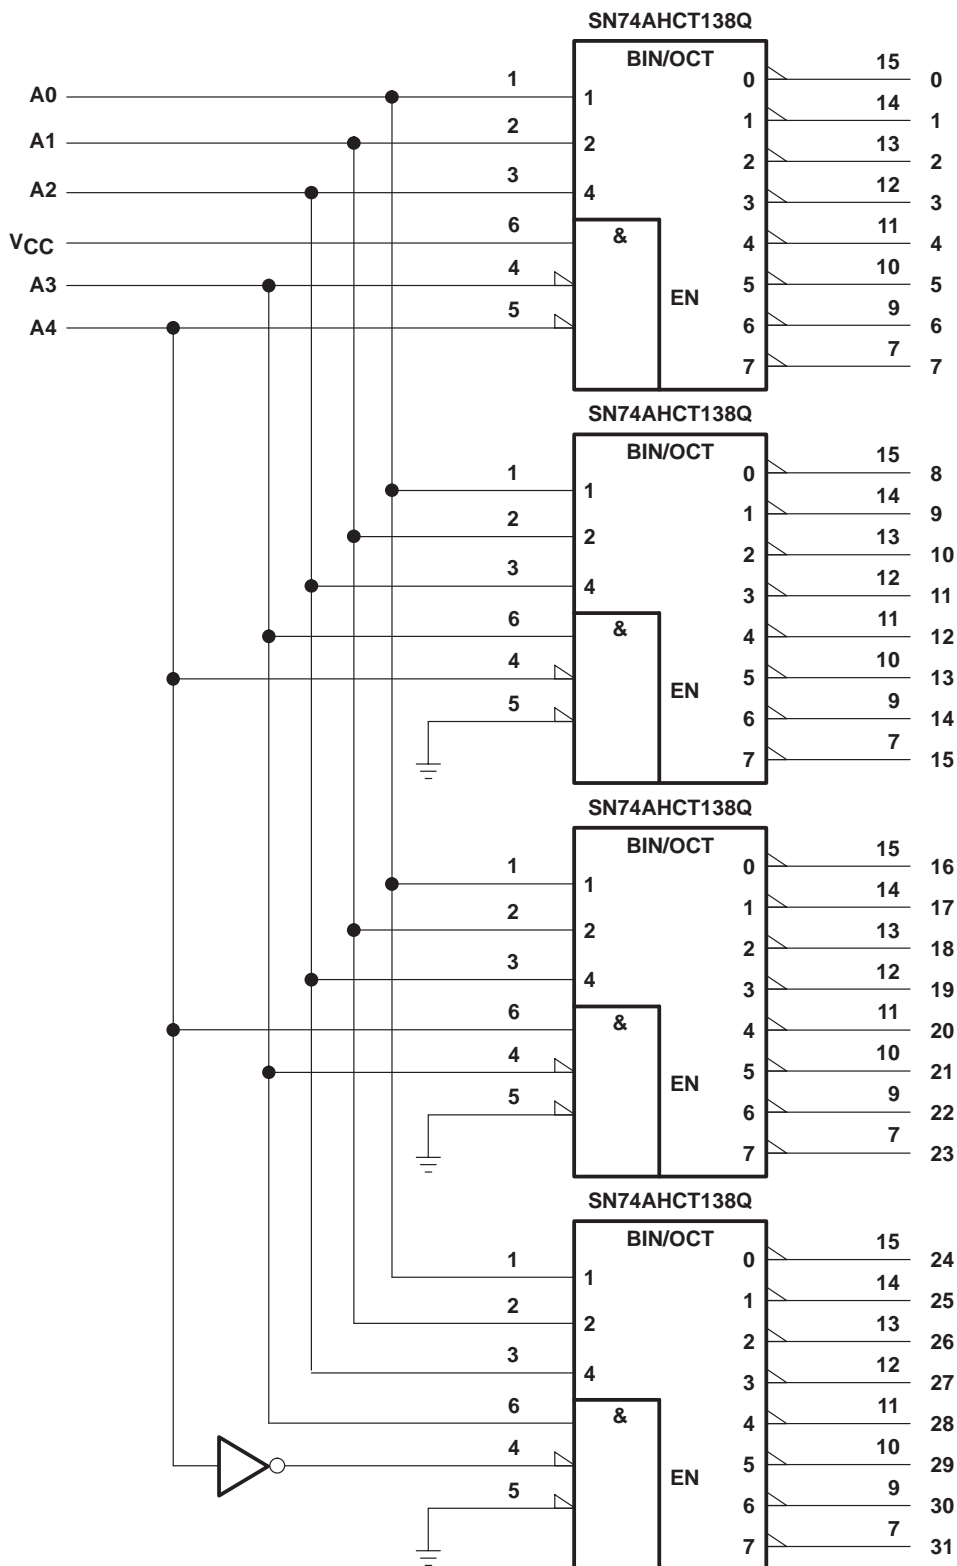 SN74AHCT138Q
BIN/OCT
A0 1 1 0 15 0
A1 2 2 1 14 1
A2 3 4 2 13 2
3 12 3
VCC 6 & 4 11 4
A3 4 5 10 5
EN
A4 5 6 9 6
7 7 7
SN74AHCT138Q
BIN/OCT
1 1 0 15 8
2 2 1 14 9
3 4 2 13 10
3 12 11
6 & 4 11 12
4 5 10 13
EN
5 6 9 14
7 7 15
SN74AHCT138Q
BIN/OCT
1 1 0 15 16
2 2 1 14 17
3 4 2 13 18
3 12 19
6 & 4 11 20
4 5 10 21
EN
5 6 9 22
7 7 23
SN74AHCT138Q
BIN/OCT
1 1 0 15 24
2 2 1 14 25
3 4 2 13 26
3 12 27
6 & 4 11 28
4 5 10 29
EN
5 6 9 30
7 7 31